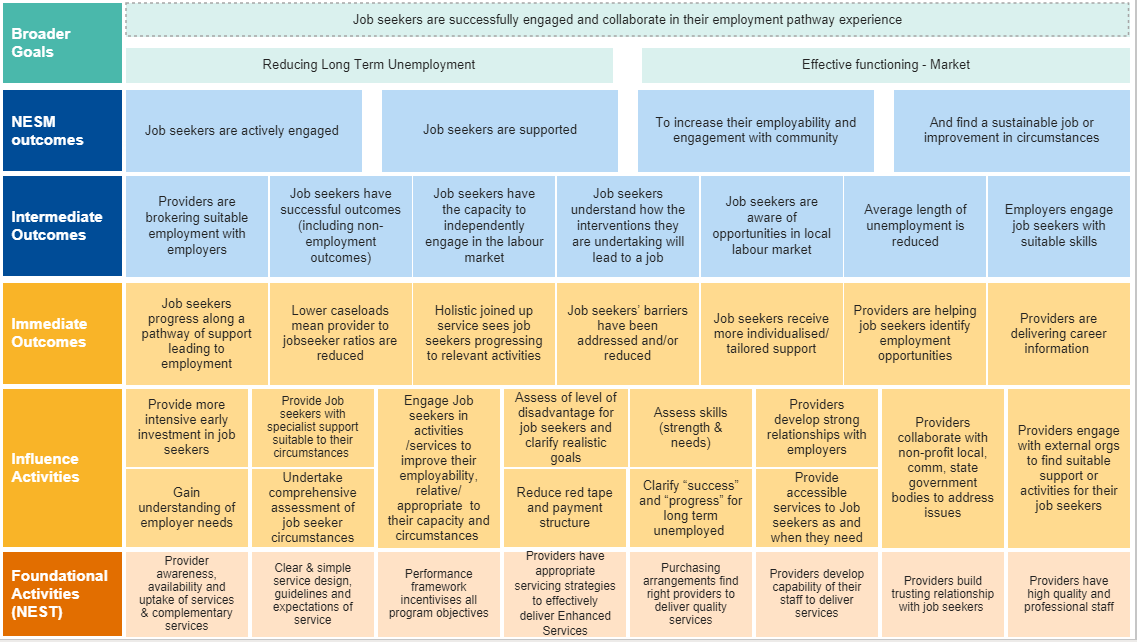 Broader
Goals
Job seekers are successfully engaged and collaborate in their employment pathway experience
Reducing Long Term Unemployment
Effective functioning - Market
NESM
outcomes
Job seekers are actively engaged
Job seekers are supported
To increase their employability and
engagement with community
And find a sustainable job or
improvement in circumstances
Intermediate
Outcomes
Providers are
brokering suitable
employment with
employers
Job seekers have
successful outcomes
(including non-
employment
outcomes)
Job seekers have
the capacity to
independently
engage in the labour
market
Job seekers
understand how the
interventions they
are undertaking will
lead to a job
Job seekers are
aware of
opportunities in local
labour market
Average length of
unemployment is
reduced
Employers engage
job seekers with
suitable skills
Immediate
Outcomes
Job seekers
progress along a
pathway of support
leading to
employment
Lower caseloads
mean provider to
jobseeker ratios are
reduced
Holistic joined up
service sees job
seekers progressing
to relevant activities
Job seekers' barriers
have been
addressed and/or
reduced
Job seekers receive
more individualised/
tailored support
Providers are helping
job seekers identify
employment
opportunities
Providers are
delivering career
information
Influence
Activities
Provide more
intensive early
investment in job
seekers
Gain
understanding of
employer needs
Provide Job
seekers with
specialist support
suitable to their
circumstances
Undertake
comprehensive
assessment of
job seeker
circumstances
Engage Job
seekers in
activities
/services to
improve their
employability,
relative/
appropriate to
their capacity and
circumstances
Assess of level of
disadvantage for
job seekers and
clarify realistic
goals
Reduce red tape
and payment
structure
Assess skills
(strength &
needs)
Clarify “success”
and “progress” for
long term
unemployed
Providers
develop strong
relationships with
employers
Provide
accessible
services to Job
seekers as and
when they need
Providers
collaborate with
non-profit local,
comm, state
government
bodies to address
issues
Providers engage
with external orgs
to find suitable
support or
activities for their
job seekers
Foundational
Activities
(NEST)
Provider
awareness,
availability and
uptake of services
& complementary
services
Clear & simple
service design,
guidelines and
expectations of
service
Performance
framework
incentivises all
program objectives
Providers have
appropriate
servicing strategies
to effectively
deliver Enhanced
Services
Purchasing
arrangements find
right providers to
deliver quality
services
Providers develop
capability of their
staff to deliver
services
Providers build
trusting relationship
with job seekers
Providers have
high quality and
professional staff